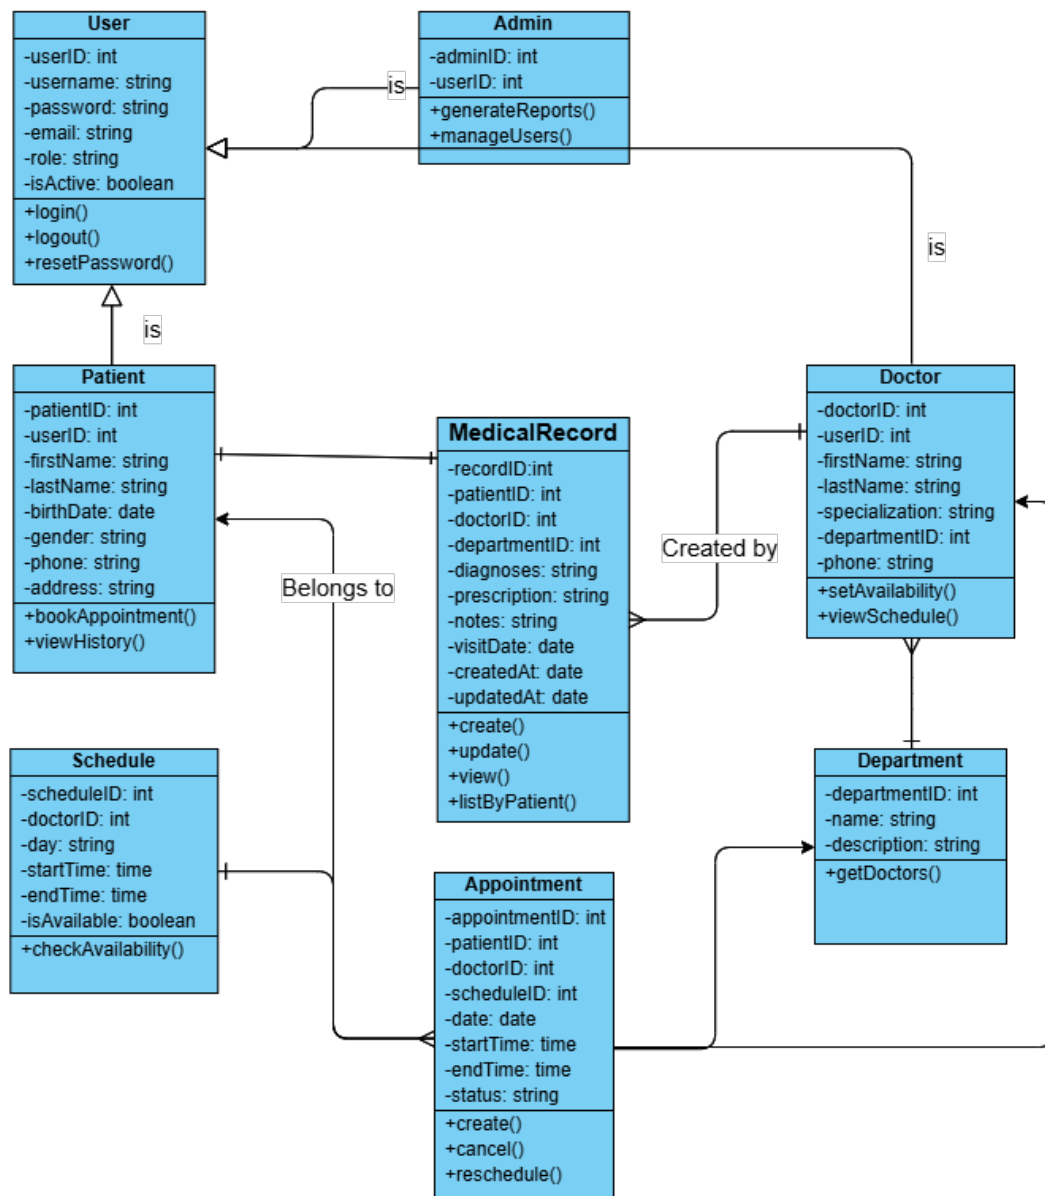 User
-userID: int
-username: string
-password: string
-email: string
-role: string
-isActive: boolean
+login()
+logout()
+resetPassword()
Admin
-adminID: int
-userID: int
+generateReports()
+manageUsers()
is
is
is
Patient
-patientID: int
-userID: int
-firstName: string
-lastName: string
-birthDate: date
-gender: string
-phone: string
-address: string
+bookAppointment()
+viewHistory()
MedicalRecord
-recordID:int
-patientID: int
-doctorID: int
-departmentID: int
-diagnoses: string
-prescription: string
-notes: string
-visitDate: date
-createdAt: date
-updatedAt: date
+create()
+update()
+view()
+listByPatient()
Doctor
-doctorID: int
-userID: int
-firstName: string
-lastName: string
-specialization: string
-departmentID: int
-phone: string
+setAvailability()
+viewSchedule()
Created by
Belongs to
Schedule
-scheduleID: int
-doctorID: int
-day: string
-startTime: time
-endTime: time
-isAvailable: boolean
+checkAvailability()
Appointment
-appointmentID: int
-patientID: int
-doctorID: int
-scheduleID: int
-date: date
-startTime: time
-endTime: time
-status: string
+create()
+cancel()
+reschedule()
Department
-departmentID: int
-name: string
-description: string
+getDoctors()